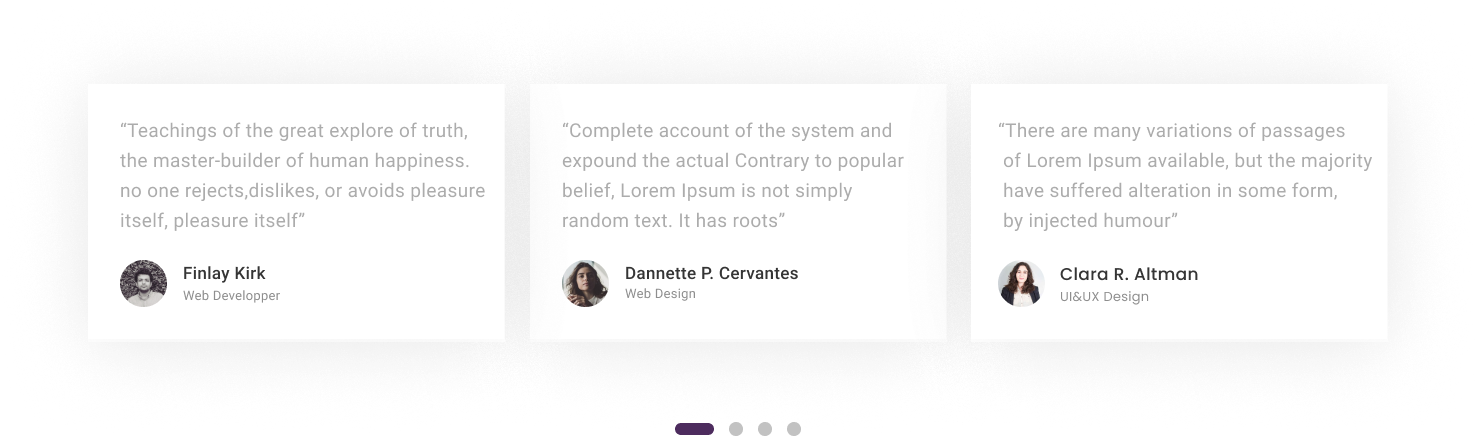 “Teachings of the great explore of truth,
the master-builder of human happiness.
no one rejects,dislikes, or avoids pleasure
itself, pleasure itself”
Finlay Kirk
Web Developper
“Complete account of the system and
expound the actual Contrary to popular
belief, Lorem Ipsum is not simply
random text. It has roots”
Dannette P. Cervantes
Web Design
“There are many variations of passages
of Lorem Ipsum available, but the majority
have suffered alteration in some form,
by injected humour”
Clara R. Altman
UI&UX Design